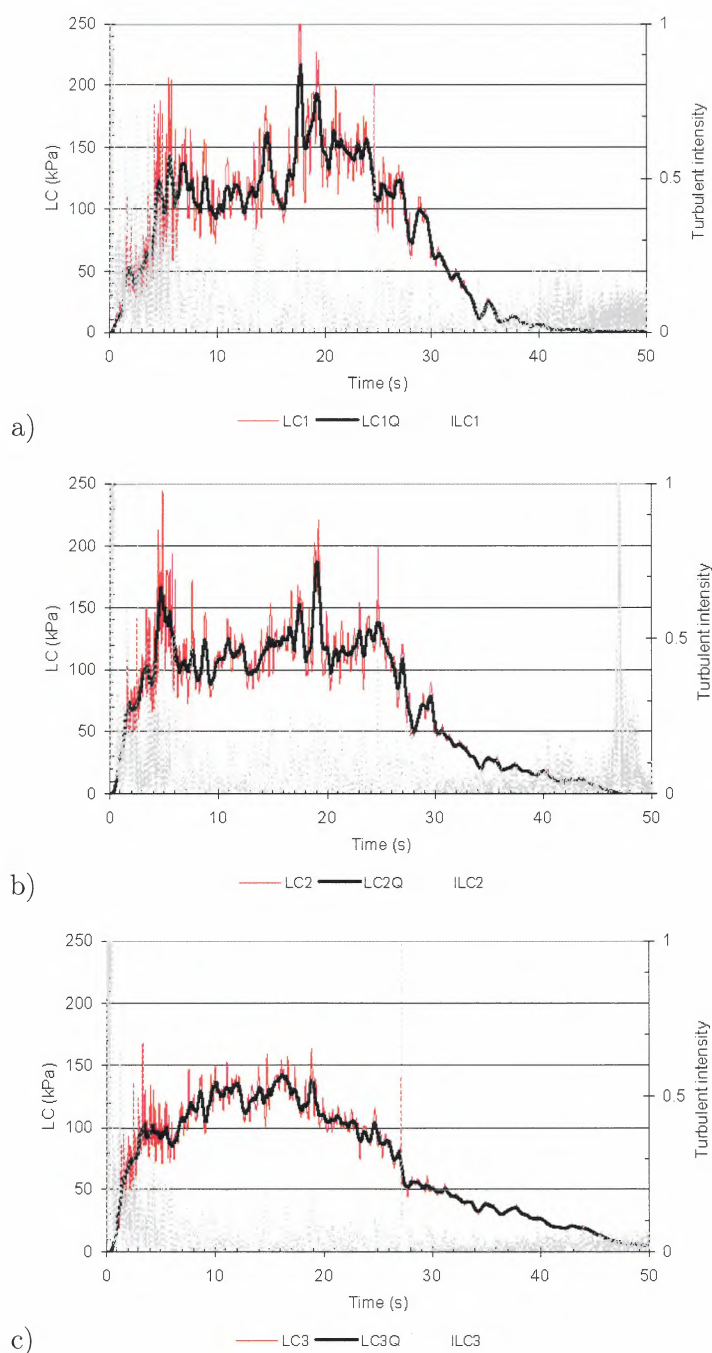 250
200
150
100
50
0
LC (kPa)
1
0.5
0
Turbulent intensity
0 10 20 30 40 50
Time (s)
LC1 LC1Q ILC1
a)
250
200
150
100
50
0
LC (kPa)
1
0.5
0
Turbulent intensity
0 10 20 30 40 50
Time (s)
LC2 LC2Q ILC2
b)
250
200
150
100
50
0
LC (kPa)
1
0.5
0
Turbulent intensity
0 10 20 30 40 50
Time (s)
LC3 LC3Q ILC3
c)